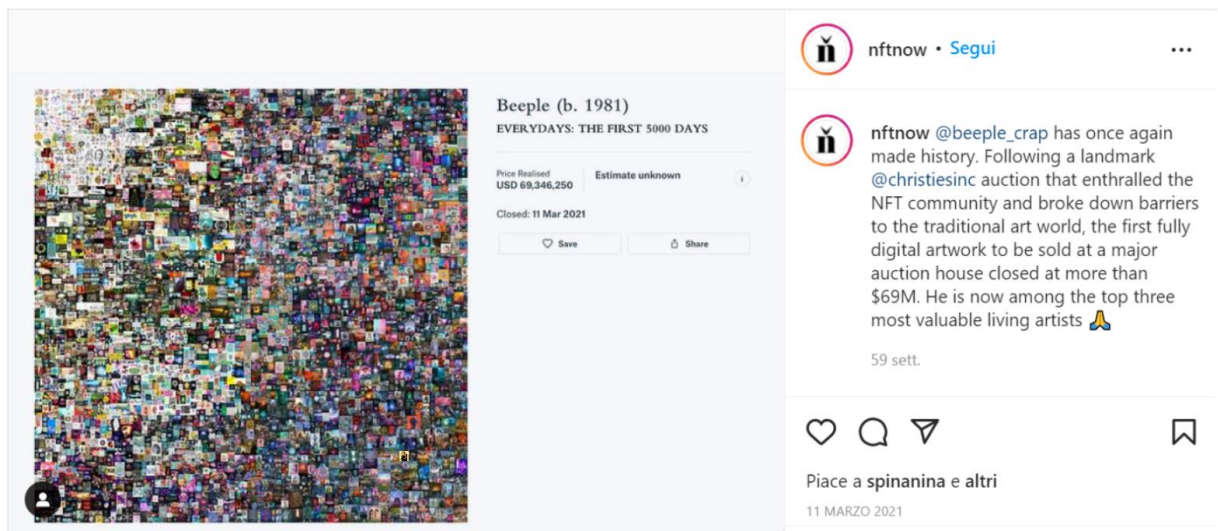 Beeple (b. 1981)
EVERYDAYS: THE FIRST 5000 DAYS
Price Realised
USD 69,346,250
Estimate unknown
i
Closed: 11 Mar 2021
Save
Share
nftnow • Segui
nftnow @beeple_crap has once again
made history. Following a landmark
@christiesinc auction that enthralled the
NFT community and broke down barriers
to the traditional art world, the first fully
digital artwork to be sold at a major
auction house closed at more than
$69M. He is now among the top three
most valuable living artists 🙏
59 sett.
Piace a spinanina e altri
11 MARZO 2021